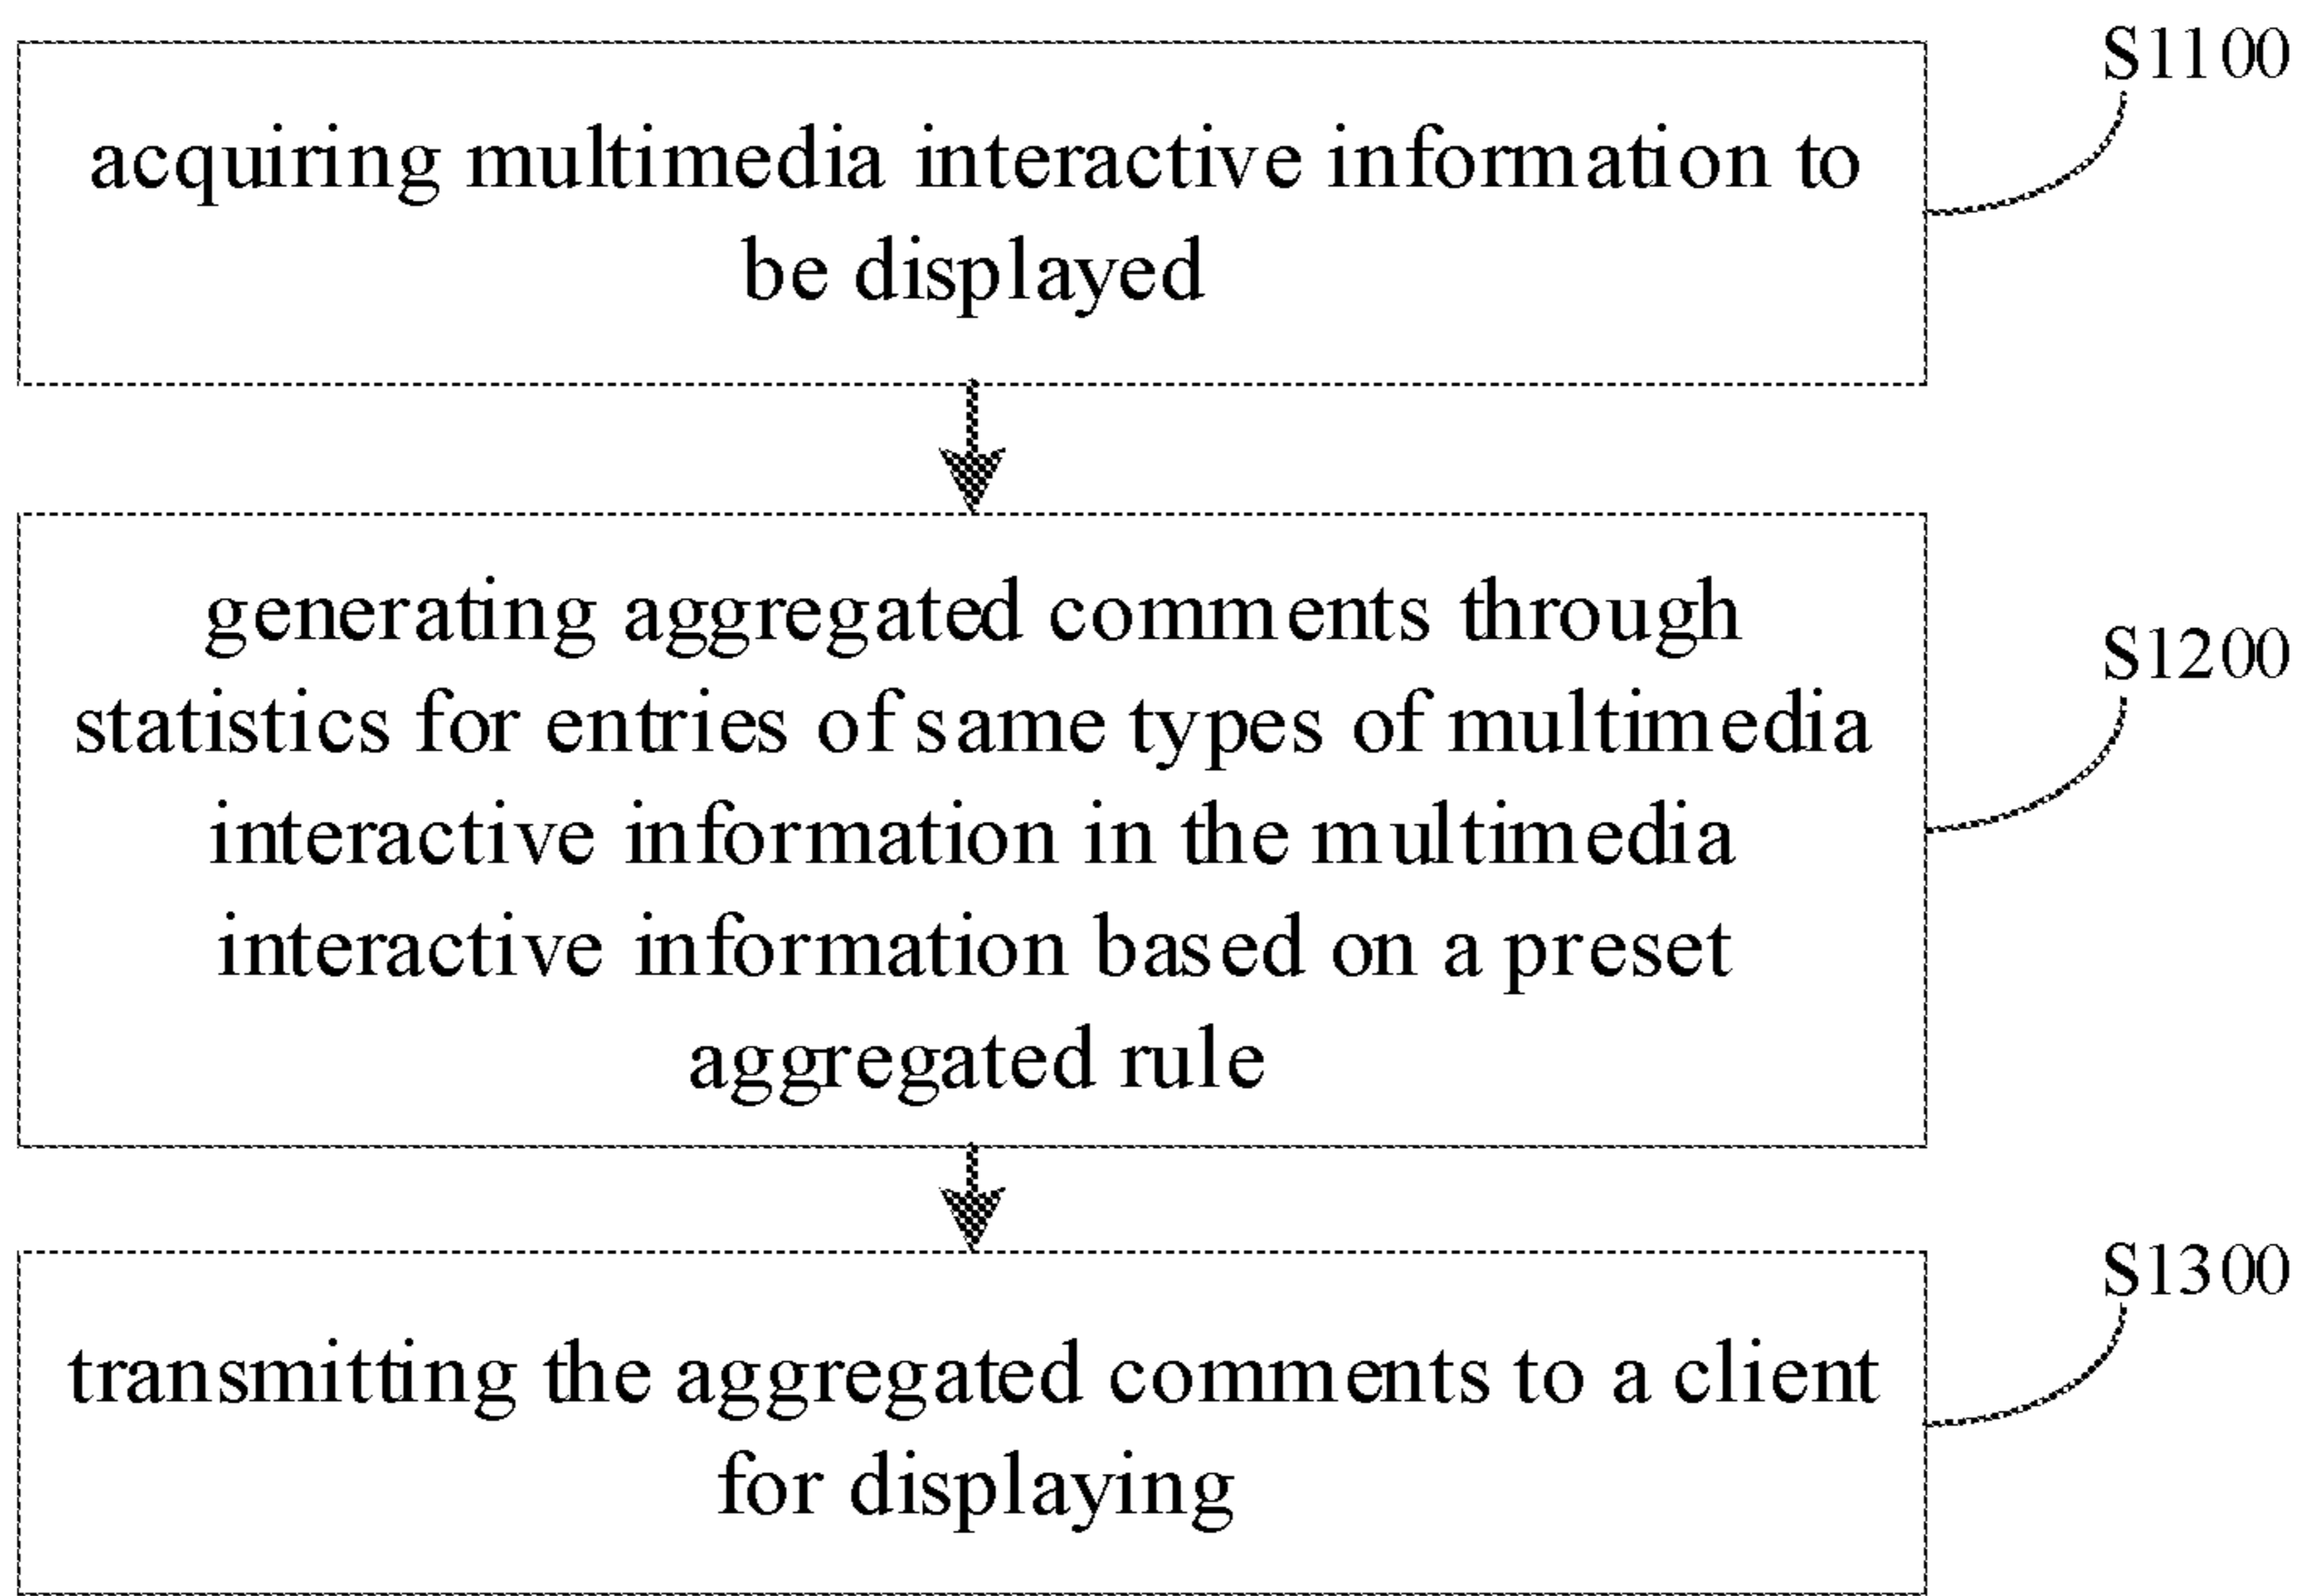 S1100
acquiring multimedia interactive information to
be displayed
generating aggregated comments through
statistics for entries of same types of multimedia
interactive information in the multimedia
interactive information based on a preset
aggregated rule
S1200
transmitting the aggregated comments to a client
for displaying
S1300